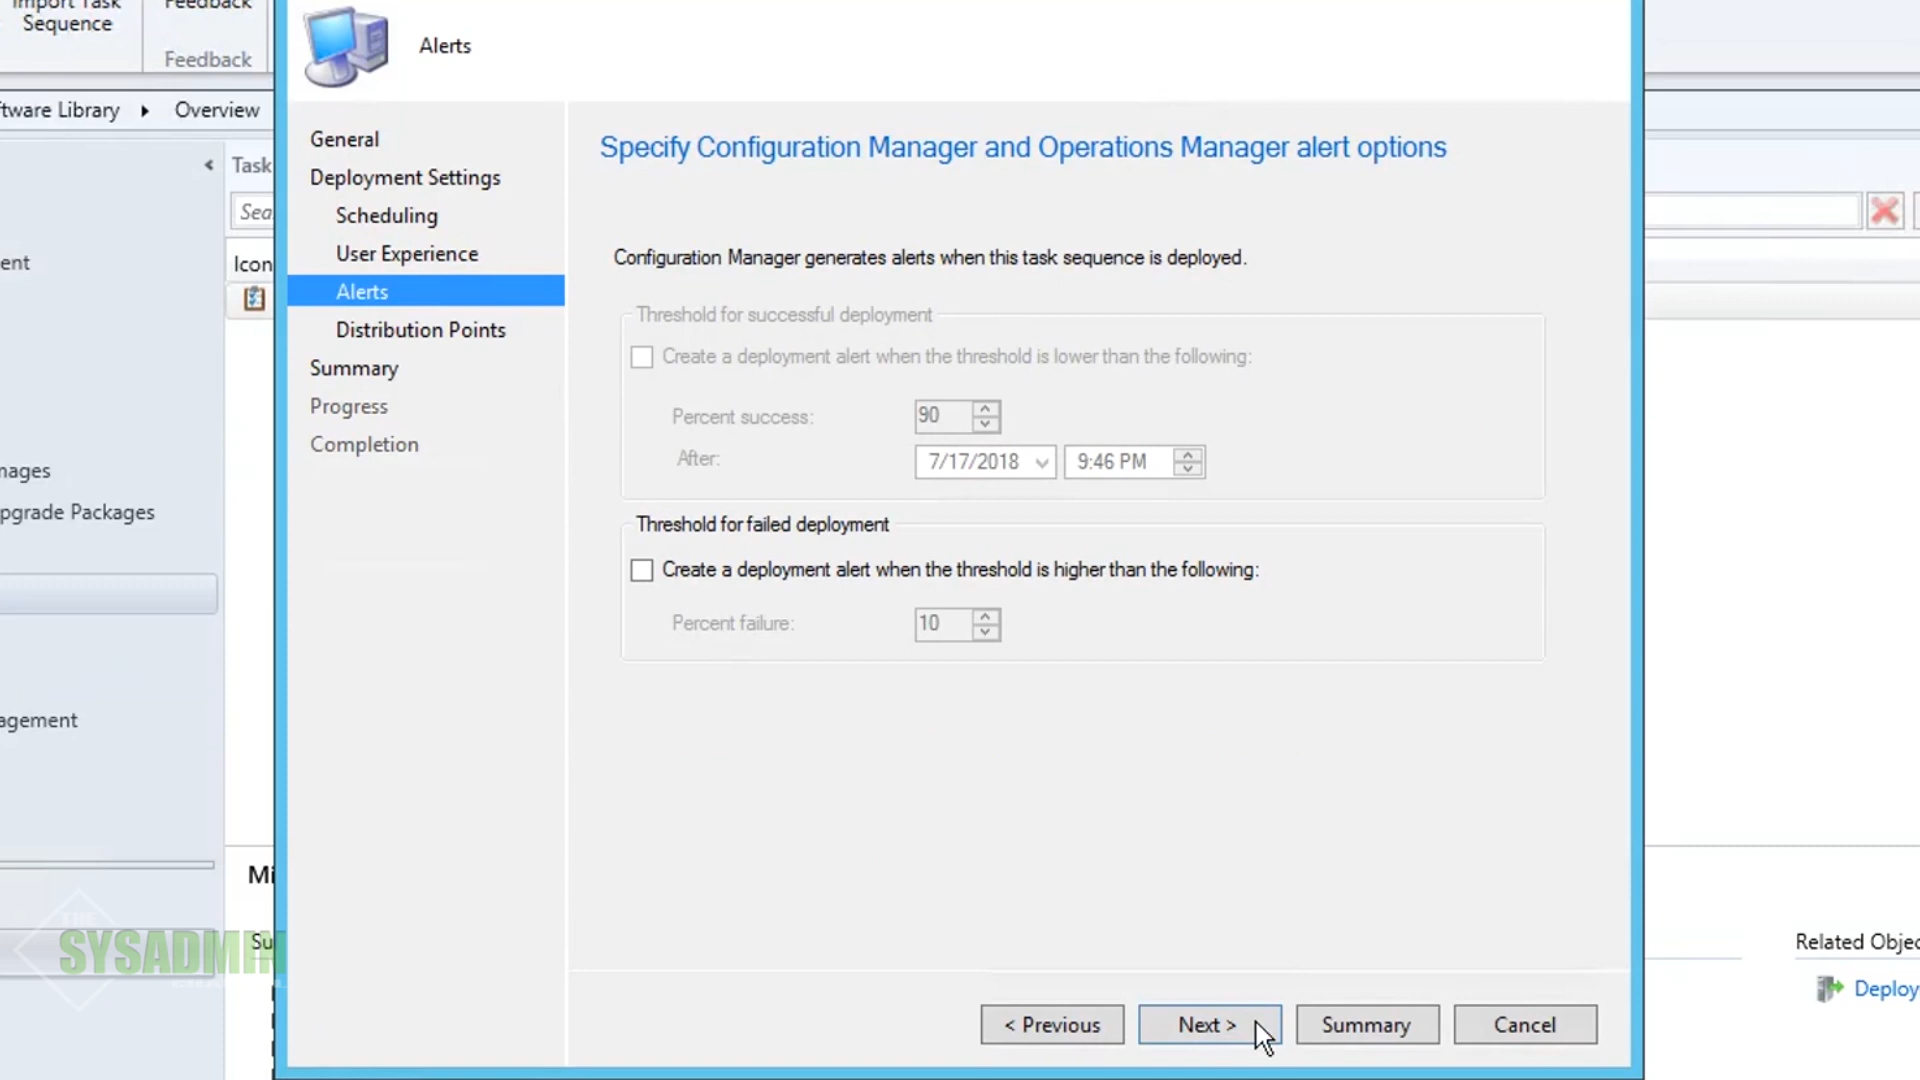 Import Task
Sequence
Feedback
Feedback
ftware Library
Overview
Task
Sea
Icon
ent
mages
pgrade Packages
agement
Mi
Su
Alerts
General
Deployment Settings
Scheduling
User Experience
Alerts
Distribution Points
Summary
Progress
Completion
Specify Configuration Manager and Operations Manager alert options
Configuration Manager generates alerts when this task sequence is deployed.
Threshold for successful deployment
Create a deployment alert when the threshold is lower than the following:
Percent success: 90
After: 7/17/2018 9:46 PM
Threshold for failed deployment
Create a deployment alert when the threshold is higher than the following:
Percent failure: 10
< Previous Next > Summary Cancel
Related Objec
Deploy
THE
SYSADMIN